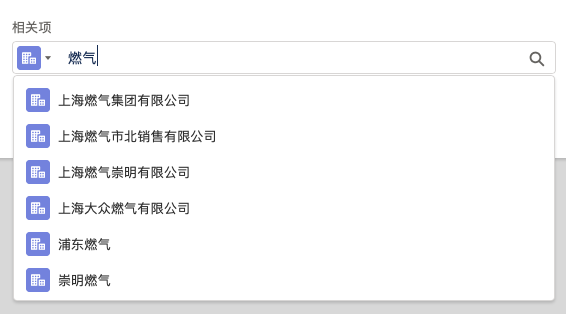 相关项
燃气
上海燃气集团有限公司
上海燃气市北销售有限公司
上海燃气崇明有限公司
上海大众燃气有限公司
浦东燃气
崇明燃气